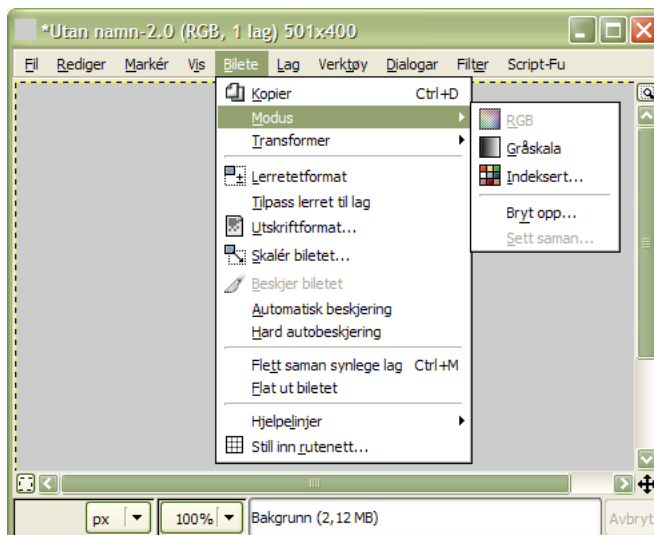 *Utan namn-2.0 (RGB, 1 lag) 501x400
Fil Rediger Markér Vis Bilete Lag Verktøy Dialogar Filter Script-Fu
Kopier Ctrl+D
Modus
Transformer
Lerretetformat
Tilpass lerret til lag
Utskriftformat...
Skalér biletet...
Beskjer biletet
Automatisk beskjering
Hard autobeskjering
Flett saman synlege lag Ctrl+M
Flat ut biletet
Hjelpelinjer
Still inn rutenett...
RGB
Gråskala
Indeksert...
Bryt opp...
Sett saman...
px 100% Bakgrunn (2,12 MB) Avbryt